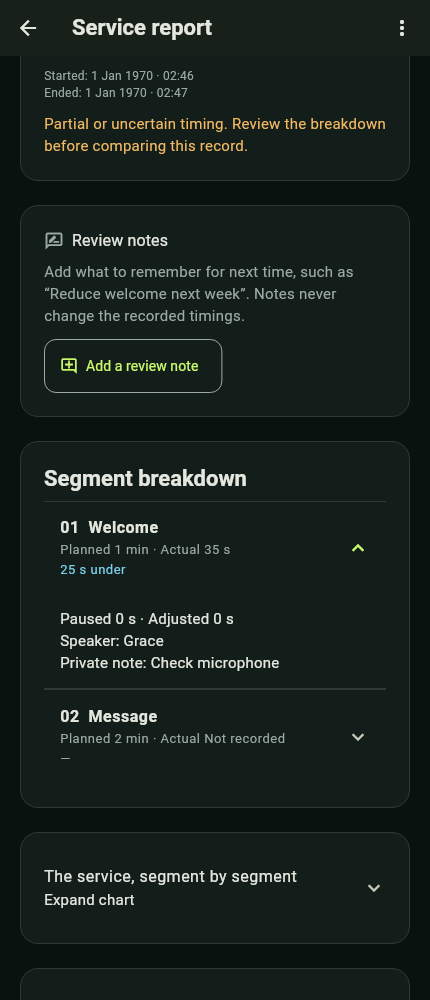 Service report
Started: 1 Jan 1970 · 02:46
Ended: 1 Jan 1970 · 02:47
Partial or uncertain timing. Review the breakdown
before comparing this record.
Review notes
Add what to remember for next time, such as
“Reduce welcome next week”. Notes never
change the recorded timings.
Add a review note
Segment breakdown
01 Welcome
Planned 1 min · Actual 35 s
25 s under
Paused 0 s · Adjusted 0 s
Speaker: Grace
Private note: Check microphone
02 Message
Planned 2 min · Actual Not recorded
—
The service, segment by segment
Expand chart